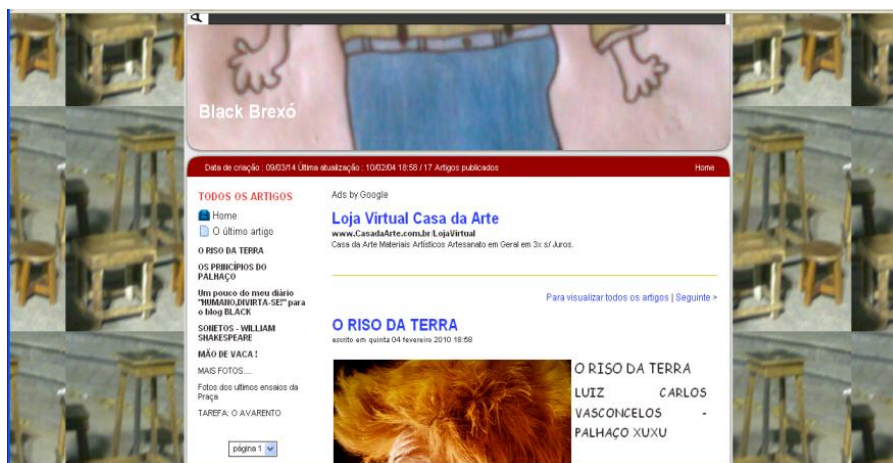 Black Brexó
Data de criação : 09/03/14 Última atualização : 10/02/04 18:58 / 17 Artigos publicados
Home
TODOS OS ARTIGOS
Home
O último artigo
O RISO DA TERRA
OS PRINCÍPIOS DO
PALHAÇO
Um pouco do meu diário
"HUMANO,DIVIRTA-SE!" para
o blog BLACK
SONETOS - WILLIAM
SHAKESPEARE
MÃO DE VACA !
MAIS FOTOS....
Fotos dos ultimos ensaios da
Praça
TAREFA: O AVARENTO
página 1
Ads by Google
Loja Virtual Casa da Arte
www.CasadaArte.com.br/LojaVirtual
Casa da Arte Materiais Artísticos Artesanato em Geral em 3x s/ Juros.
Para visualizar todos os artigos | Seguinte >
O RISO DA TERRA
escrito em quinta 04 fevereiro 2010 18:58
O RISO DA TERRA
LUIZ CARLOS
VASCONCELOS -
PALHAÇO XUXU